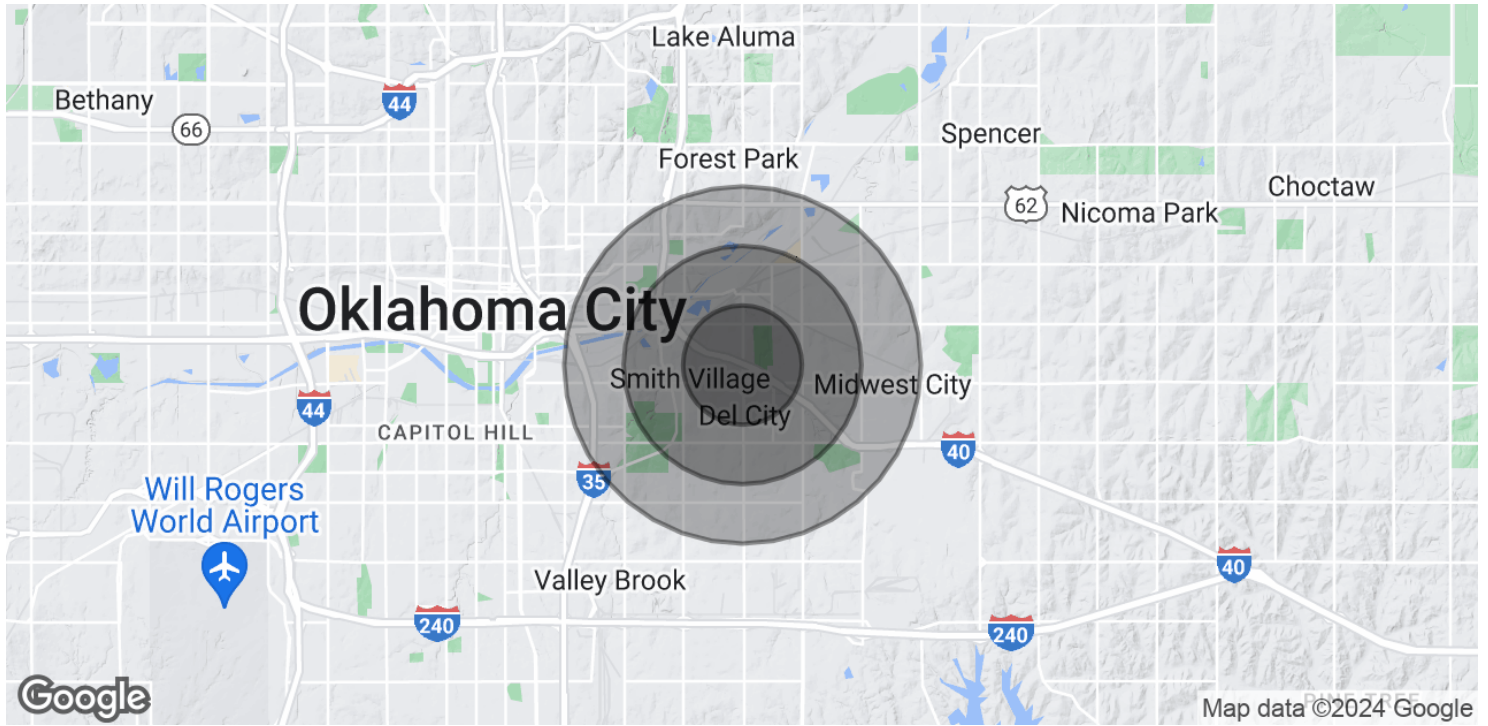 Lake Aluma
Bethany
44
66
Spencer
Forest Park
Choctaw
62
Nicoma Park
Oklahoma City
Smith Village
Midwest City
44
Del City
CAPITOL HILL
40
35
Will Rogers
World Airport
40
Valley Brook
240
240
PINE TREE
Google
Map data ©2024 Google